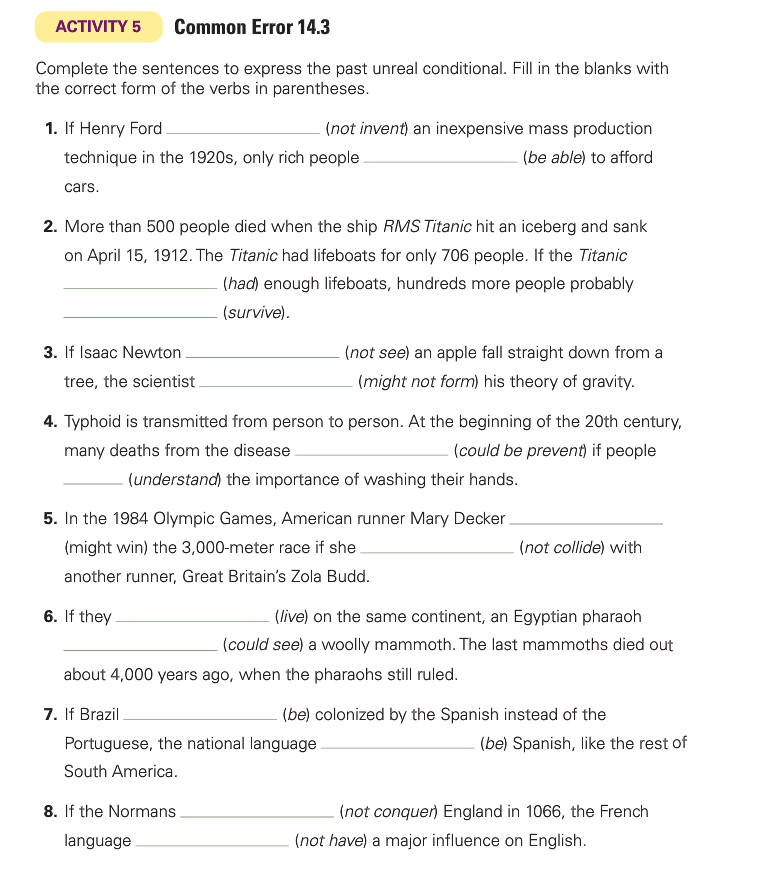 ACTIVITY 5 Common Error 14.3
Complete the sentences to express the past unreal conditional. Fill in the blanks with
the correct form of the verbs in parentheses.
1. If Henry Ford ________________ (not invent) an inexpensive mass production
technique in the 1920s, only rich people ________________ (be able) to afford
cars.
2. More than 500 people died when the ship RMS Titanic hit an iceberg and sank
on April 15, 1912. The Titanic had lifeboats for only 706 people. If the Titanic
________________ (had) enough lifeboats, hundreds more people probably
________________ (survive).
3. If Isaac Newton ________________ (not see) an apple fall straight down from a
tree, the scientist ________________ (might not form) his theory of gravity.
4. Typhoid is transmitted from person to person. At the beginning of the 20th century,
many deaths from the disease ________________ (could be prevent) if people
______ (understand) the importance of washing their hands.
5. In the 1984 Olympic Games, American runner Mary Decker ________________
(might win) the 3,000-meter race if she ________________ (not collide) with
another runner, Great Britain's Zola Budd.
6. If they ________________ (live) on the same continent, an Egyptian pharaoh
________________ (could see) a woolly mammoth. The last mammoths died out
about 4,000 years ago, when the pharaohs still ruled.
7. If Brazil ________________ (be) colonized by the Spanish instead of the
Portuguese, the national language ________________ (be) Spanish, like the rest of
South America.
8. If the Normans ________________ (not conquer) England in 1066, the French
language ________________ (not have) a major influence on English.